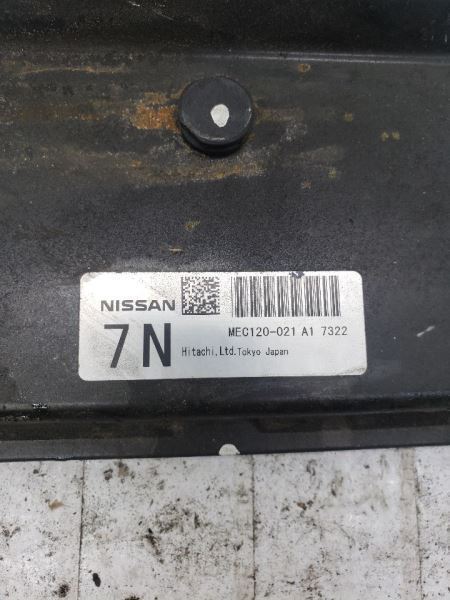 NISSAN
7N
MEC120-021 A1 7322
Hitachi,Ltd.Tokyo Japan